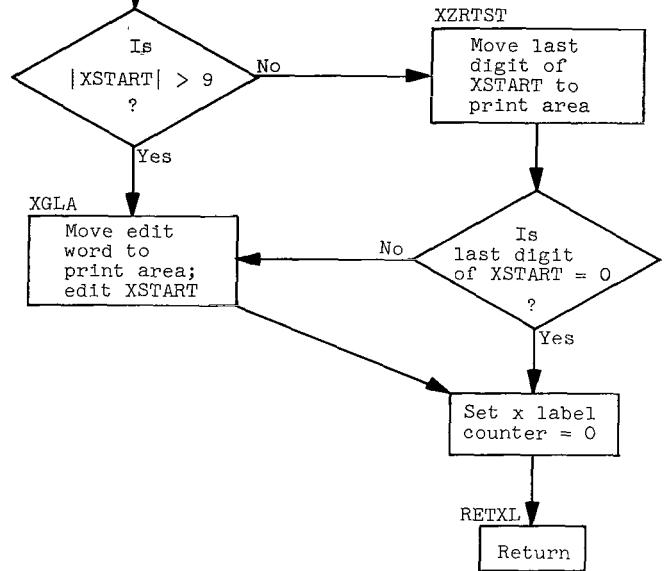 Is
|XSTART| > 9
?
No
Yes
XZRTST
Move last
digit of
XSTART to
print area
XGLA
Move edit
word to
print area;
edit XSTART
No
Is
last digit
of XSTART = 0
?
Yes
Set x label
counter = 0
RETXL
Return